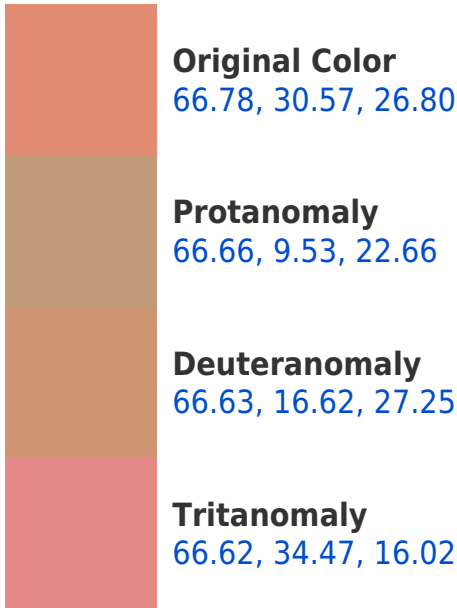 Original Color
66.78, 30.57, 26.80
Protanomaly
66.66, 9.53, 22.66
Deuteranomaly
66.63, 16.62, 27.25
Tritanomaly
66.62, 34.47, 16.02